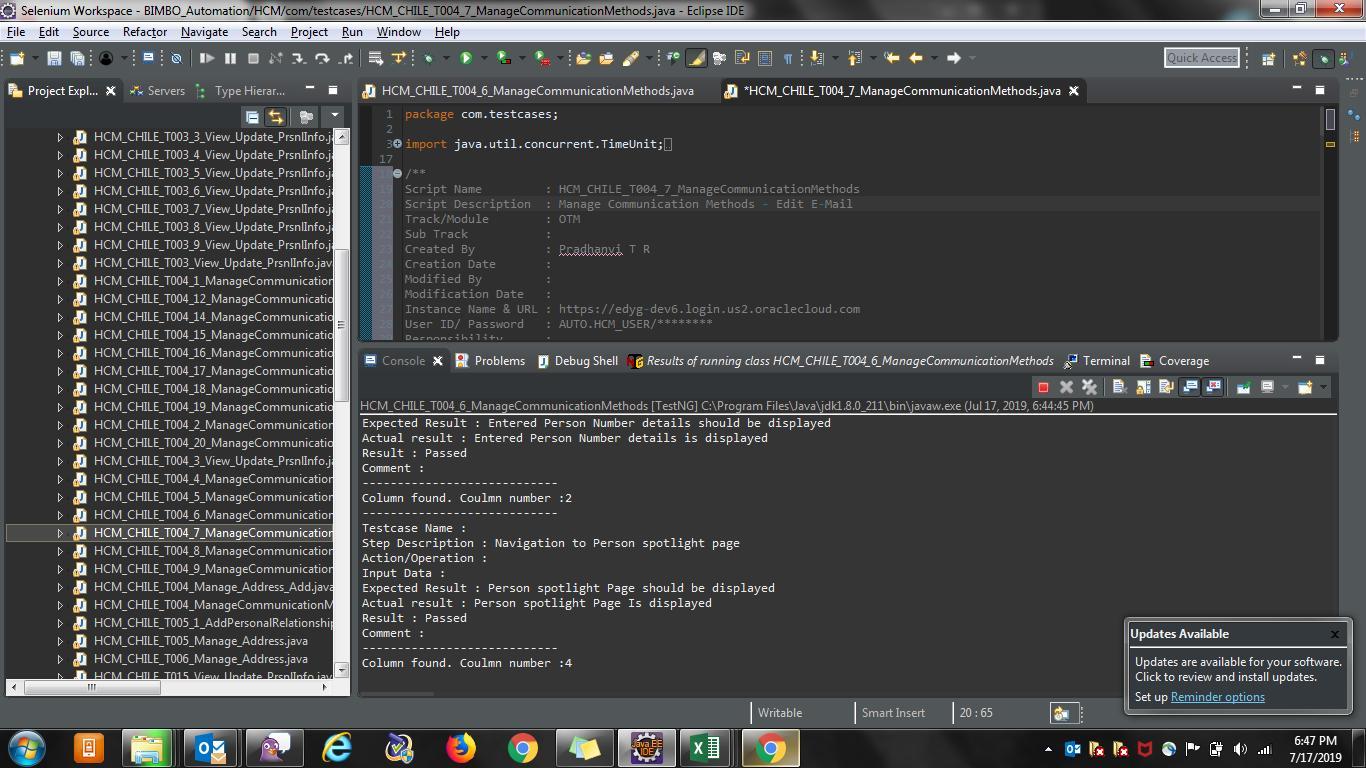 Selenium Workspace - BIMBO_Automation/HCM/com/testcases/HCM_CHILE_T004_7_ManageCommunicationMethods.java - Eclipse IDE
File Edit Source Refactor Navigate Search Project Run Window Help
Quick Access
Project Expl... Servers Type Hierar...
HCM_CHILE_T003_3_View_Update_PrsnlInfo.ja
HCM_CHILE_T003_4_View_Update_PrsnlInfo.ja
HCM_CHILE_T003_5_View_Update_PrsnlInfo.ja
HCM_CHILE_T003_6_View_Update_PrsnlInfo.ja
HCM_CHILE_T003_7_View_Update_PrsnlInfo.ja
HCM_CHILE_T003_8_View_Update_PrsnlInfo.ja
HCM_CHILE_T003_9_View_Update_PrsnlInfo.ja
HCM_CHILE_T003_View_Update_PrsnlInfo.java
HCM_CHILE_T004_1_ManageCommunication
HCM_CHILE_T004_12_ManageCommunicatio
HCM_CHILE_T004_14_ManageCommunicatio
HCM_CHILE_T004_15_ManageCommunicatio
HCM_CHILE_T004_16_ManageCommunicatio
HCM_CHILE_T004_17_ManageCommunicatio
HCM_CHILE_T004_18_ManageCommunicatio
HCM_CHILE_T004_19_ManageCommunicatio
HCM_CHILE_T004_2_ManageCommunication
HCM_CHILE_T004_20_ManageCommunicatio
HCM_CHILE_T004_3_View_Update_PrsnlInfo.ja
HCM_CHILE_T004_4_ManageCommunication
HCM_CHILE_T004_5_ManageCommunication
HCM_CHILE_T004_6_ManageCommunication
HCM_CHILE_T004_7_ManageCommunication
HCM_CHILE_T004_8_ManageCommunication
HCM_CHILE_T004_9_ManageCommunication
HCM_CHILE_T004_Manage_Address_Add.java
HCM_CHILE_T004_ManageCommunicationM
HCM_CHILE_T005_1_AddPersonalRelationship
HCM_CHILE_T005_Manage_Address.java
HCM_CHILE_T006_Manage_Address.java
HCM_CHILE_T015_View_Update_PrsnlInfo.java
HCM_CHILE_T004_6_ManageCommunicationMethods.java *HCM_CHILE_T004_7_ManageCommunicationMethods.java
1 package com.testcases;
2
3 import java.util.concurrent.TimeUnit;
17
18 /**
19 Script Name : HCM_CHILE_T004_7_ManageCommunicationMethods
20 Script Description : Manage Communication Methods - Edit E-Mail
21 Track/Module : OTM
22 Sub Track :
23 Created By : Pradhanvi T R
24 Creation Date :
25 Modified By :
26 Modification Date :
27 Instance Name & URL : https://edyg-dev6.login.us2.oraclecloud.com
28 User ID/ Password : AUTO.HCM_USER/********
Responsibility :
Console Problems Debug Shell Results of running class HCM_CHILE_T004_6_ManageCommunicationMethods Terminal Coverage
HCM_CHILE_T004_6_ManageCommunicationMethods [TestNG] C:\Program Files\Java\jdk1.8.0_211\bin\javaw.exe (Jul 17, 2019, 6:44:45 PM)
Expected Result : Entered Person Number details should be displayed
Actual result : Entered Person Number details is displayed
Result : Passed
Comment :
----------------------------
Column found. Coulmn number :2
----------------------------
Testcase Name :
Step Description : Navigation to Person spotlight page
Action/Operation :
Input Data :
Expected Result : Person spotlight Page should be displayed
Actual result : Person spotlight Page Is displayed
Result : Passed
Comment :
----------------------------
Column found. Coulmn number :4
Updates Available
Updates are available for your software.
Click to review and install updates.
Set up Reminder options
Writable Smart Insert 20 : 65
Java EE
IDE
6:47 PM
7/17/2019